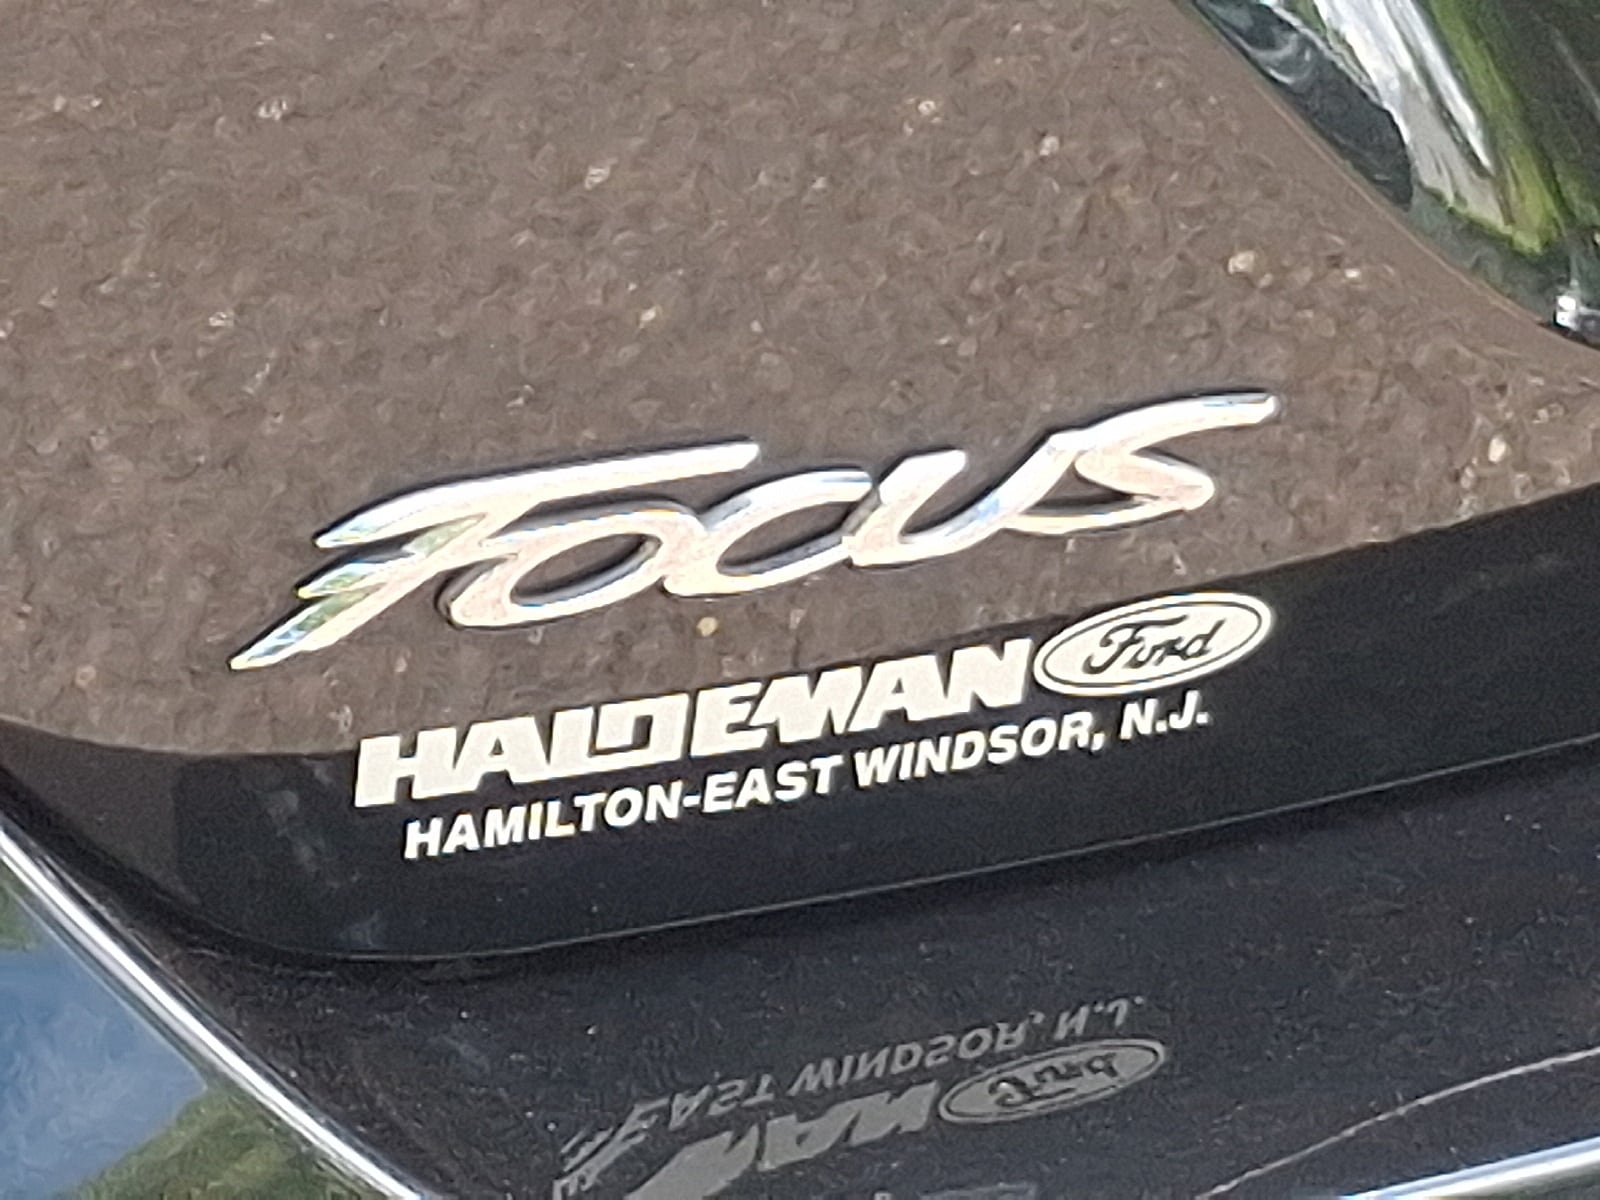 Focus
HALDEMAN Ford
HAMILTON-EAST WINDSOR, N.J.